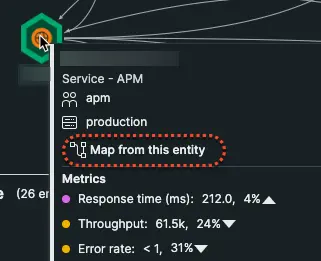 Service - APM
apm
production
Map from this entity
Metrics
Response time (ms): 212.0, 4%
Throughput: 61.5k, 24%
Error rate: < 1, 31%
(26 en